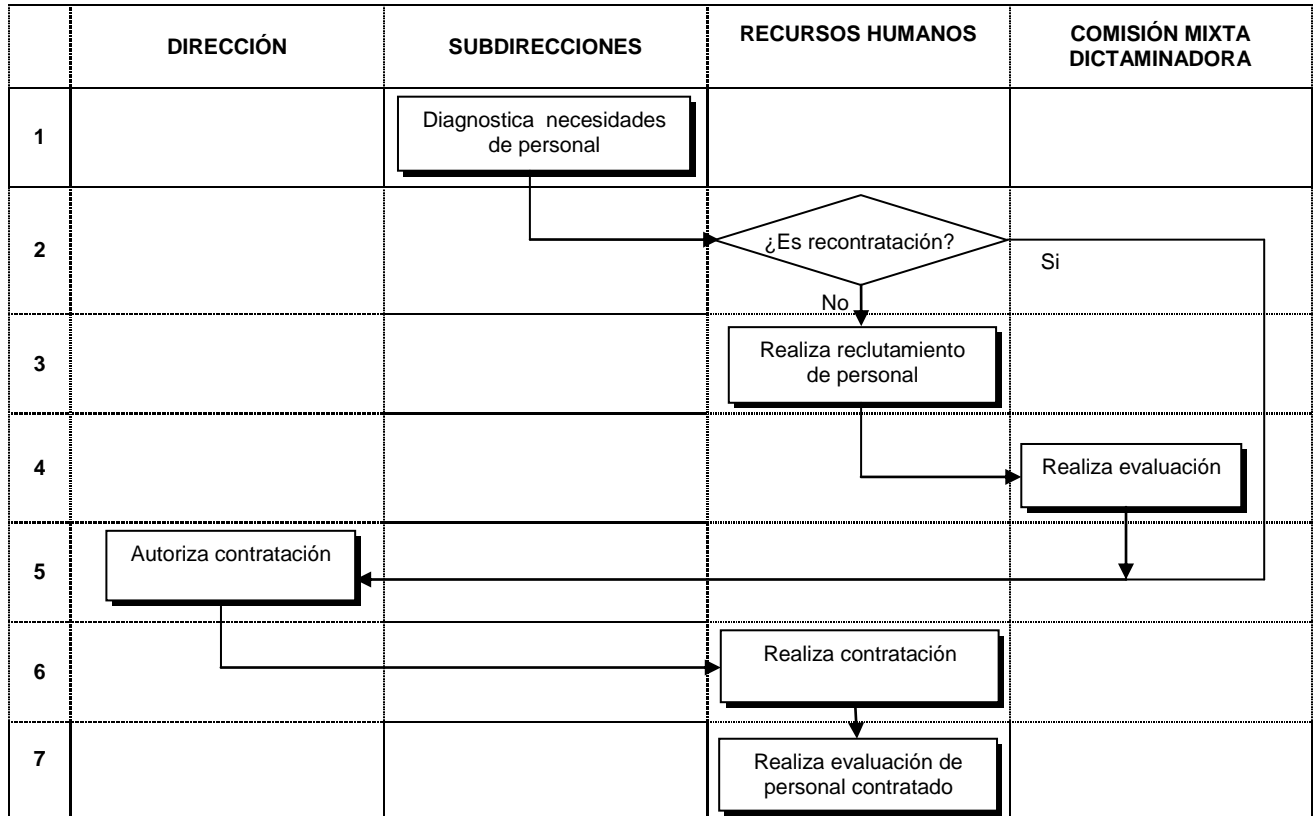 DIRECCIÓN
SUBDIRECCIONES
RECURSOS HUMANOS
COMISIÓN MIXTA
DICTAMINADORA
1
Diagnostica necesidades
de personal
2
¿Es recontratación?
Si
No
3
Realiza reclutamiento
de personal
4
Realiza evaluación
5
Autoriza contratación
6
Realiza contratación
7
Realiza evaluación de
personal contratado